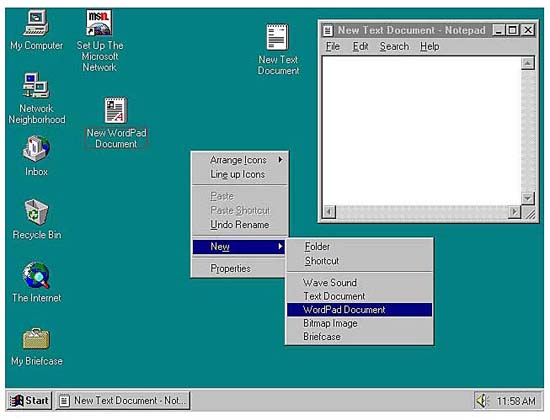 My Computer
msn.
Set Up The
Microsoft
Network
New Text
Document
New Text Document - Notepad
File Edit Search Help
Network
Neighborhood
New WordPad
Document
Inbox
Recycle Bin
The Internet
My Briefcase
Arrange Icons
Line up Icons
Paste
Paste Shortcut
Undo Rename
New
Properties
Folder
Shortcut
Wave Sound
Text Document
WordPad Document
Bitmap Image
Briefcase
Start
New Text Document - Not...
11:58 AM